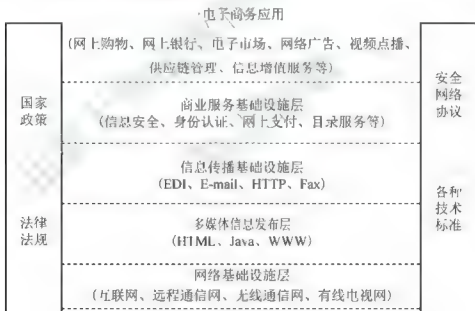 电子商务应用
(网上购物、网上银行、电子市场、网络广告、视频点播、
供应链管理、信息增值服务等)
商业服务基础设施层
(信息安全、身份认证、网上支付、目录服务等)
信息传播基础设施层
(EDI、E-mail、HTTP、Fax)
多媒体信息发布层
(HTML、Java、WWW)
网络基础设施层
(互联网、远程通信网、无线通信网、有线电视网)
国家
政策
法律
法规
安全
网络
协议
各种
技术
标准